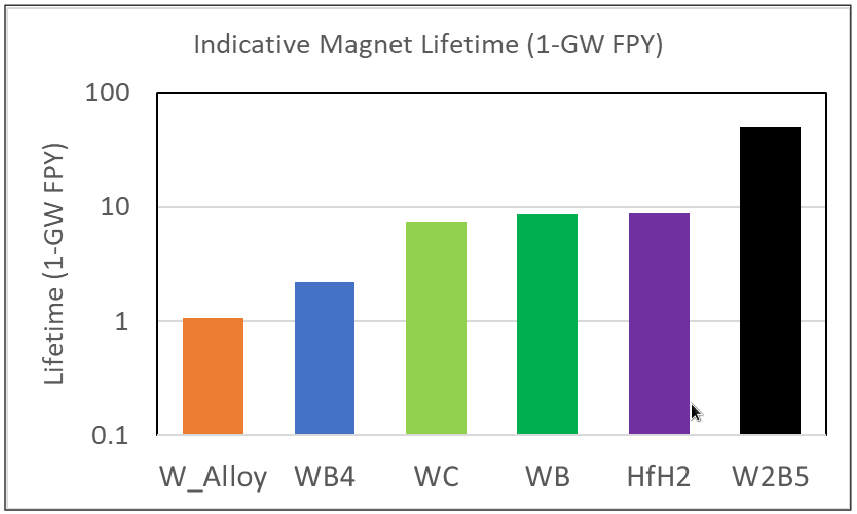 Indicative Magnet Lifetime (1-GW FPY)
Lifetime (1-GW FPY)
100
10
1
0.1
W_Alloy WB4 WC WB HfH2 W2B5